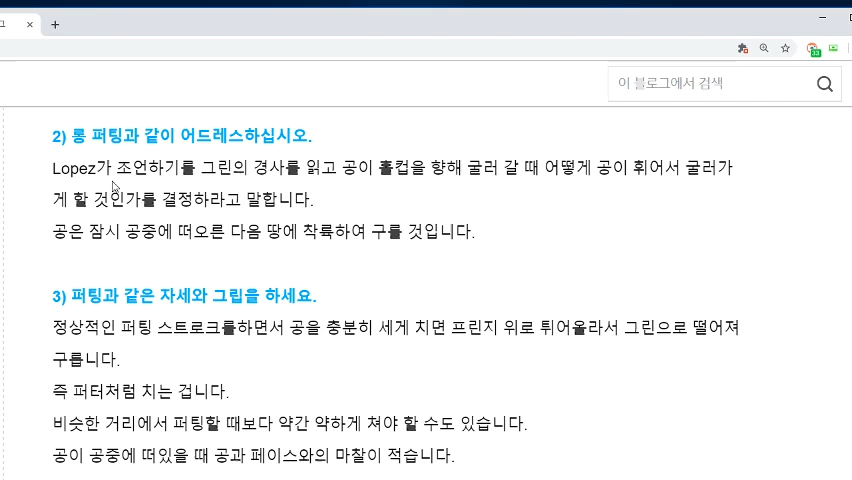 그
이 블로그에서 검색
33
2) 롱 퍼팅과 같이 어드레스하십시오.
Lopez가 조언하기를 그린의 경사를 읽고 공이 홀컵을 향해 굴러 갈 때 어떻게 공이 휘어서 굴러가
게 할 것인가를 결정하라고 말합니다.
공은 잠시 공중에 떠오른 다음 땅에 착륙하여 구를 것입니다.
3) 퍼팅과 같은 자세와 그립을 하세요.
정상적인 퍼팅 스트로크를하면서 공을 충분히 세게 치면 프린지 위로 튀어올라서 그린으로 떨어져
구릅니다.
즉 퍼터처럼 치는 겁니다.
비슷한 거리에서 퍼팅할 때보다 약간 약하게 쳐야 할 수도 있습니다.
공이 공중에 떠있을 때 공과 페이스와의 마찰이 적습니다.